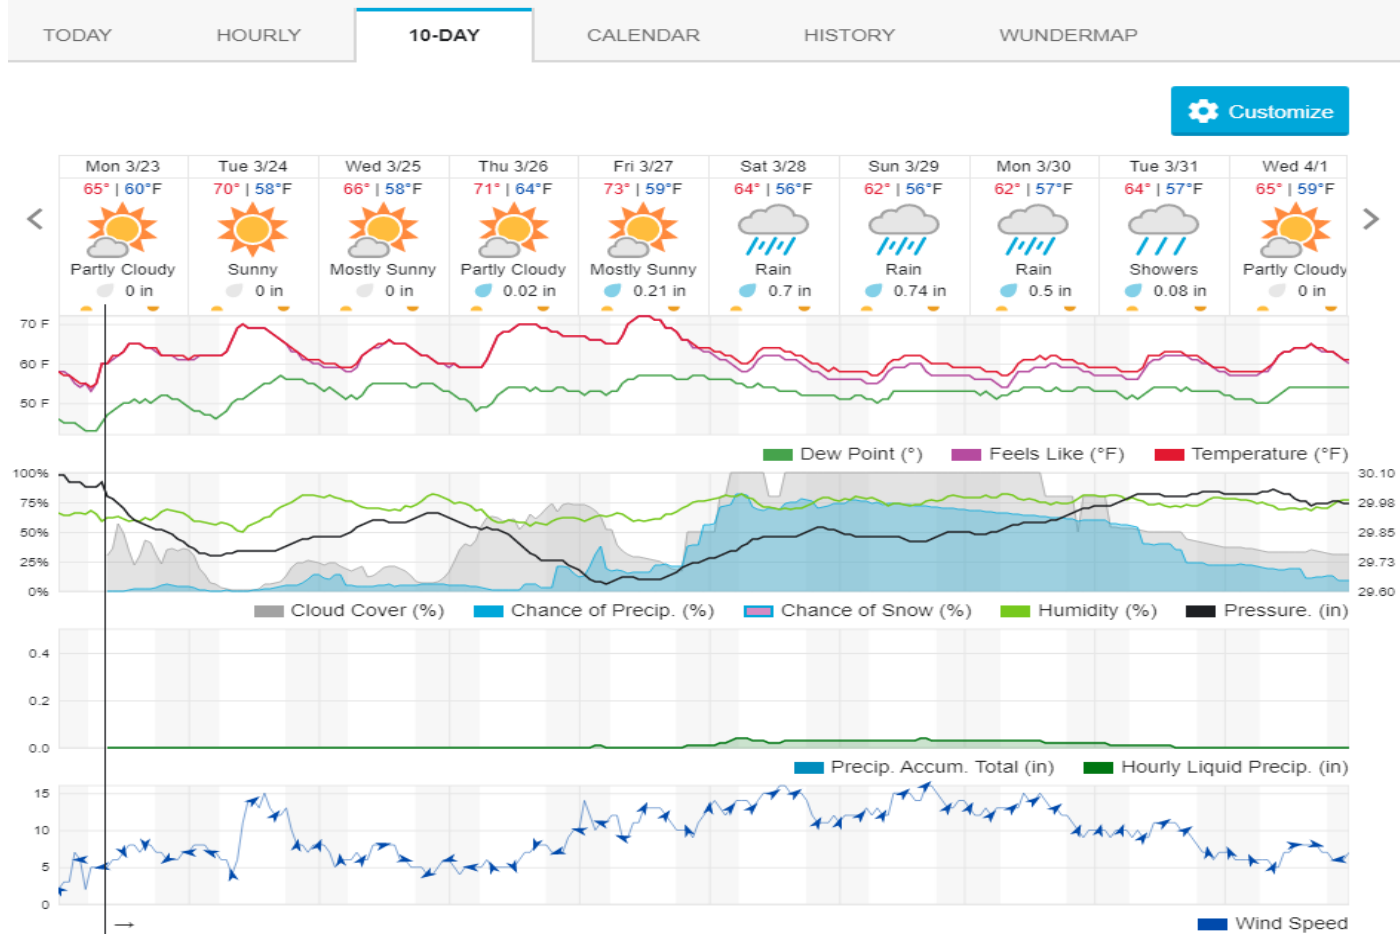 TODAY HOURLY 10-DAY CALENDAR HISTORY WUNDERMAP
Customize
Mon 3/23 Tue 3/24 Wed 3/25 Thu 3/26 Fri 3/27 Sat 3/28 Sun 3/29 Mon 3/30 Tue 3/31 Wed 4/1
65° | 60°F 70° | 58°F 66° | 58°F 71° | 64°F 73° | 59°F 64° | 56°F 62° | 56°F 62° | 57°F 64° | 57°F 65° | 59°F
Partly Cloudy Sunny Mostly Sunny Partly Cloudy Mostly Sunny Rain Rain Rain Showers Partly Cloudy
0 in 0 in 0 in 0.02 in 0.21 in 0.7 in 0.74 in 0.5 in 0.08 in 0 in
70 F
60 F
50 F
Dew Point (°) Feels Like (°F) Temperature (°F)
100% 30.10
75% 29.98
50% 29.85
25% 29.73
0% 29.60
Cloud Cover (%) Chance of Precip. (%) Chance of Snow (%) Humidity (%) Pressure. (in)
0.4
0.2
0.0
Precip. Accum. Total (in) Hourly Liquid Precip. (in)
15
10
5
0
Wind Speed